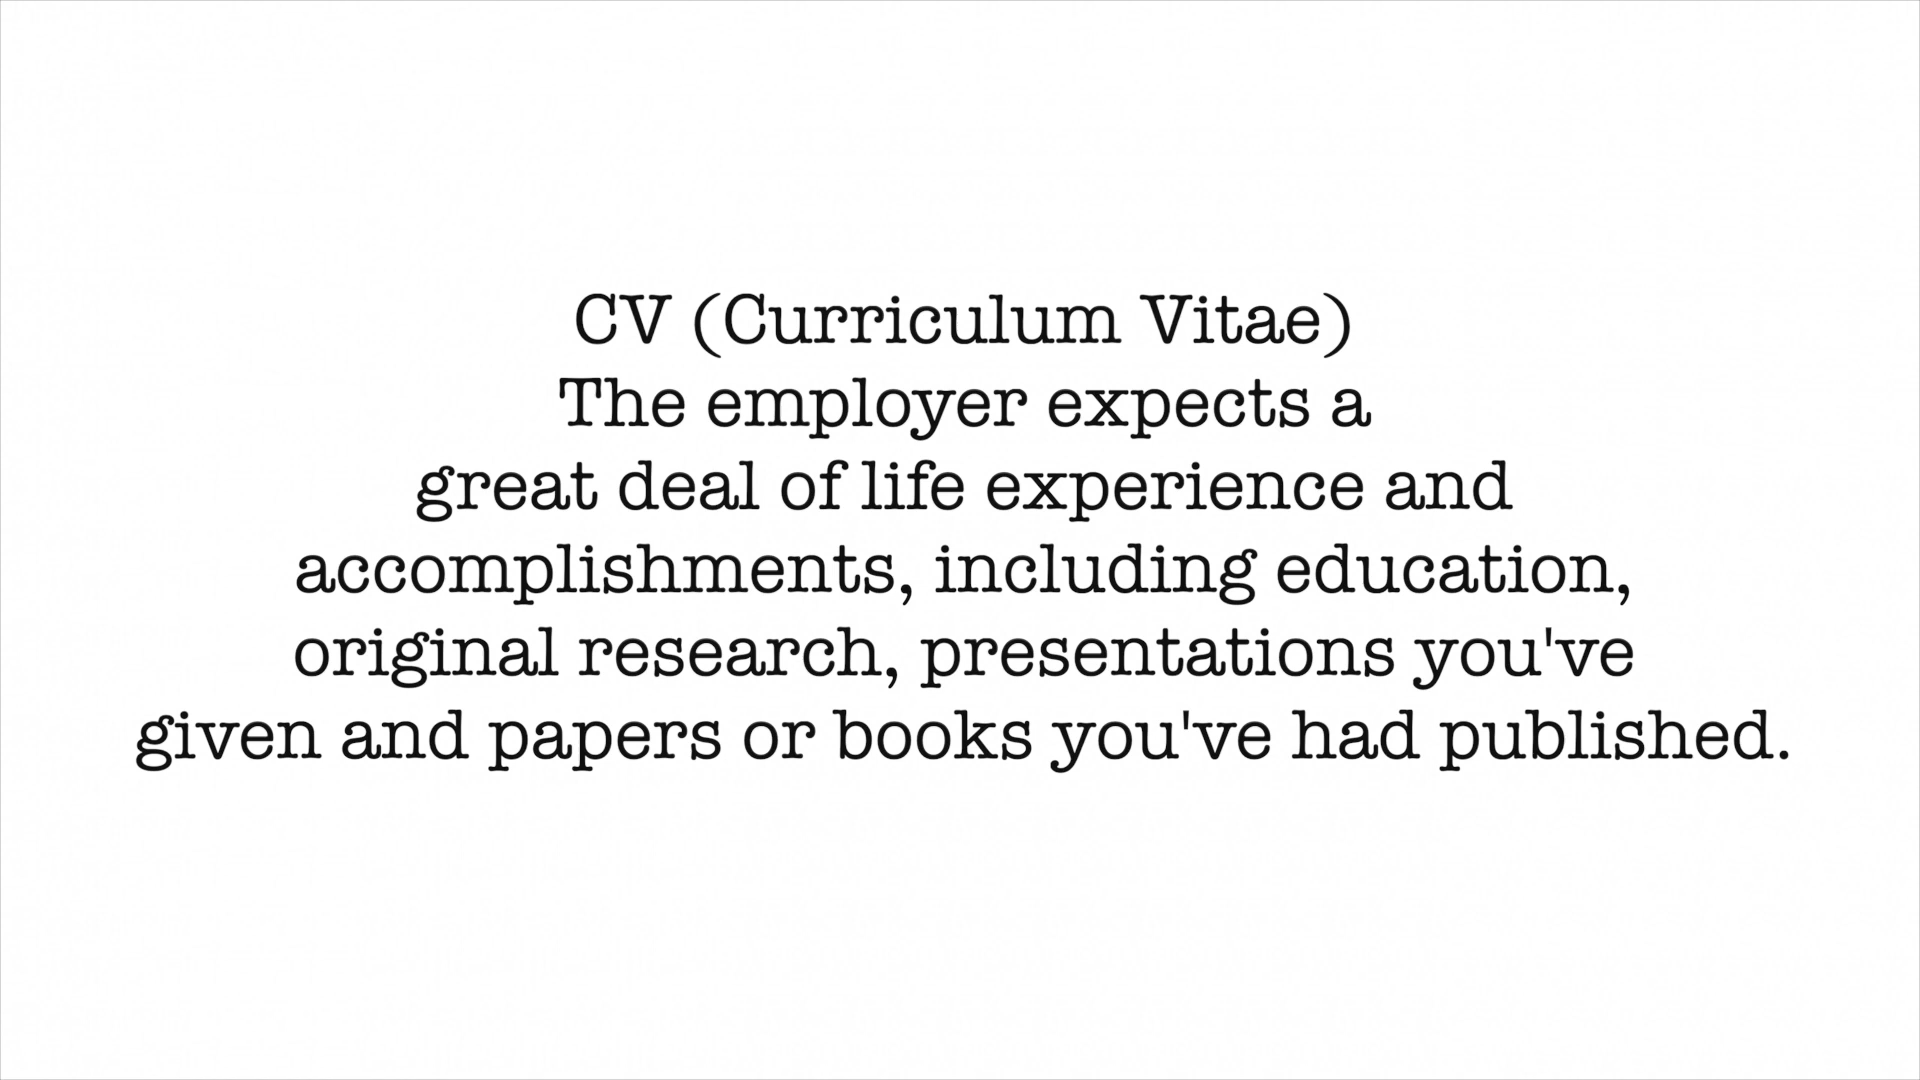 CV (Curriculum Vitae)
The employer expects a
great deal of life experience and
accomplishments, including education,
original research, presentations you've
given and papers or books you've had published.